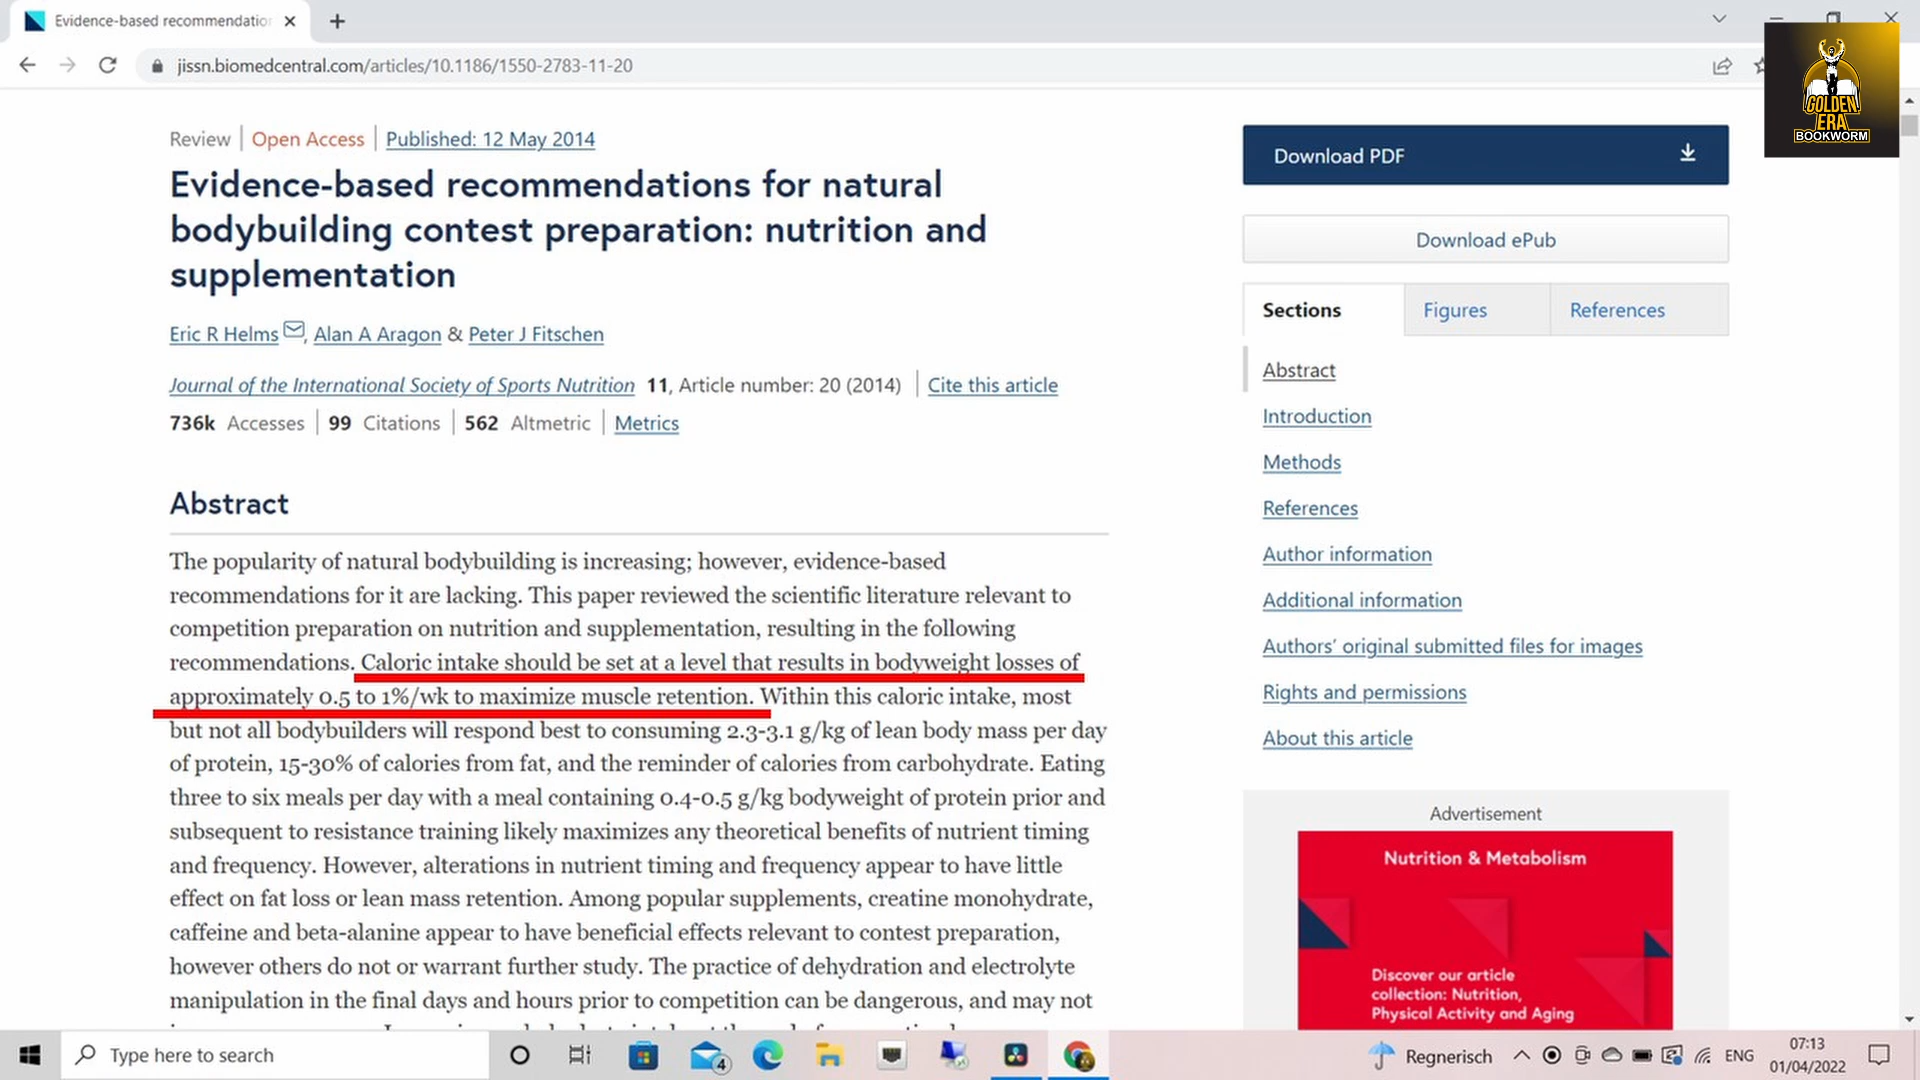 Evidence-based recommendation
jissn.biomedcentral.com/articles/10.1186/1550-2783-11-20
GOLDEN
ERA
BOOKWORM
Review | Open Access | Published: 12 May 2014
Evidence-based recommendations for natural
bodybuilding contest preparation: nutrition and
supplementation
Eric R Helms, Alan A Aragon & Peter J Fitschen
Journal of the International Society of Sports Nutrition 11, Article number: 20 (2014) | Cite this article
736k Accesses | 99 Citations | 562 Altmetric | Metrics
Abstract
The popularity of natural bodybuilding is increasing; however, evidence-based
recommendations for it are lacking. This paper reviewed the scientific literature relevant to
competition preparation on nutrition and supplementation, resulting in the following
recommendations. Caloric intake should be set at a level that results in bodyweight losses of
approximately 0.5 to 1%/wk to maximize muscle retention. Within this caloric intake, most
but not all bodybuilders will respond best to consuming 2.3-3.1 g/kg of lean body mass per day
of protein, 15-30% of calories from fat, and the reminder of calories from carbohydrate. Eating
three to six meals per day with a meal containing 0.4-0.5 g/kg bodyweight of protein prior and
subsequent to resistance training likely maximizes any theoretical benefits of nutrient timing
and frequency. However, alterations in nutrient timing and frequency appear to have little
effect on fat loss or lean mass retention. Among popular supplements, creatine monohydrate,
caffeine and beta-alanine appear to have beneficial effects relevant to contest preparation,
however others do not or warrant further study. The practice of dehydration and electrolyte
manipulation in the final days and hours prior to competition can be dangerous, and may not
Download PDF
Download ePub
Sections
Figures
References
Abstract
Introduction
Methods
References
Author information
Additional information
Authors' original submitted files for images
Rights and permissions
About this article
Advertisement
Nutrition & Metabolism
Discover our article
collection: Nutrition,
Physical Activity and Aging
Type here to search
4
Regnerisch
ENG
07:13
01/04/2022